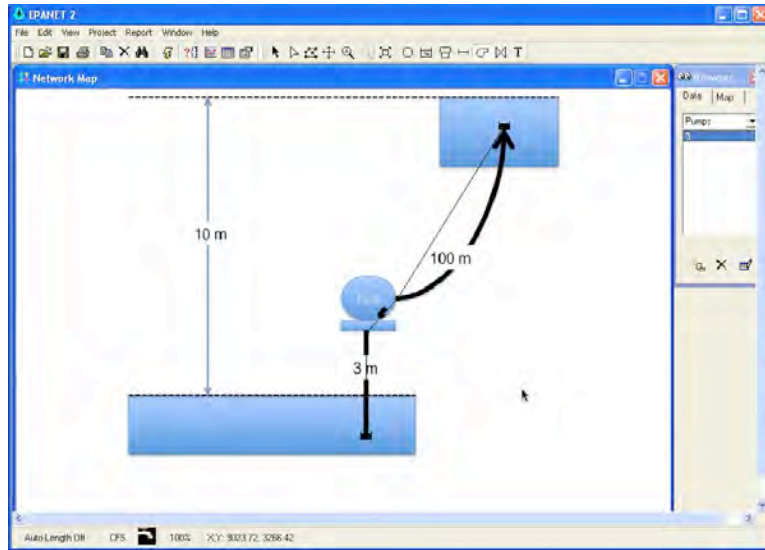 EPANET 2
File Edit View Project Report Window Help
Network Map
Data Map
Pumps
10 m
100 m
3 m
Auto-Length Off CFS 100% X,Y: 9023.72, 3266.42